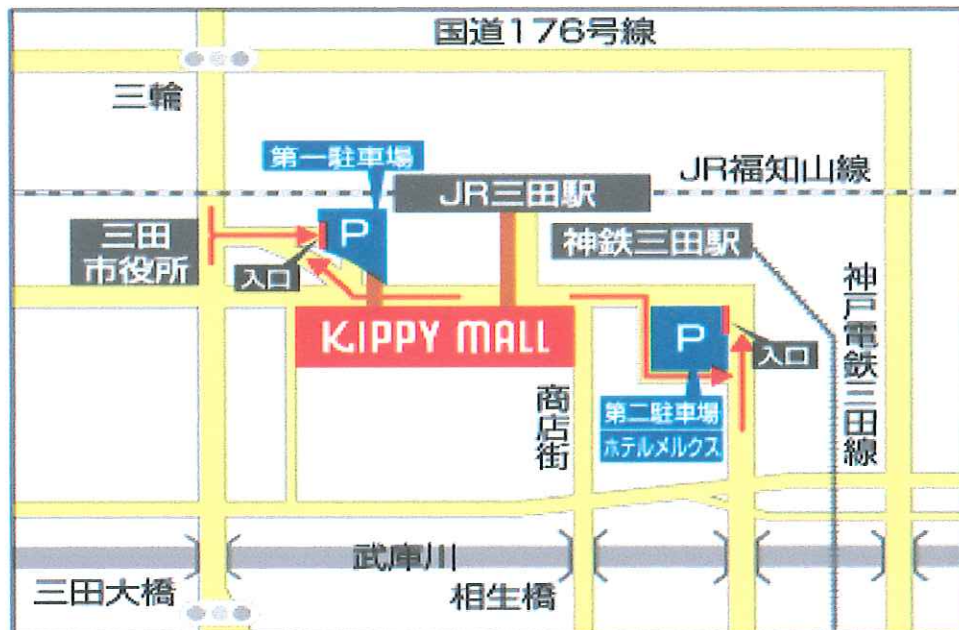 国道176号線
三輪
第一駐車場
JR福知山線
JR三田駅
P
三田
市役所
神鉄三田駅
入口
神戸電鉄三田線
KIPPY MALL
P
入口
商店街
第二駐車場
ホテルメルクス
武庫川
三田大橋
相生橋